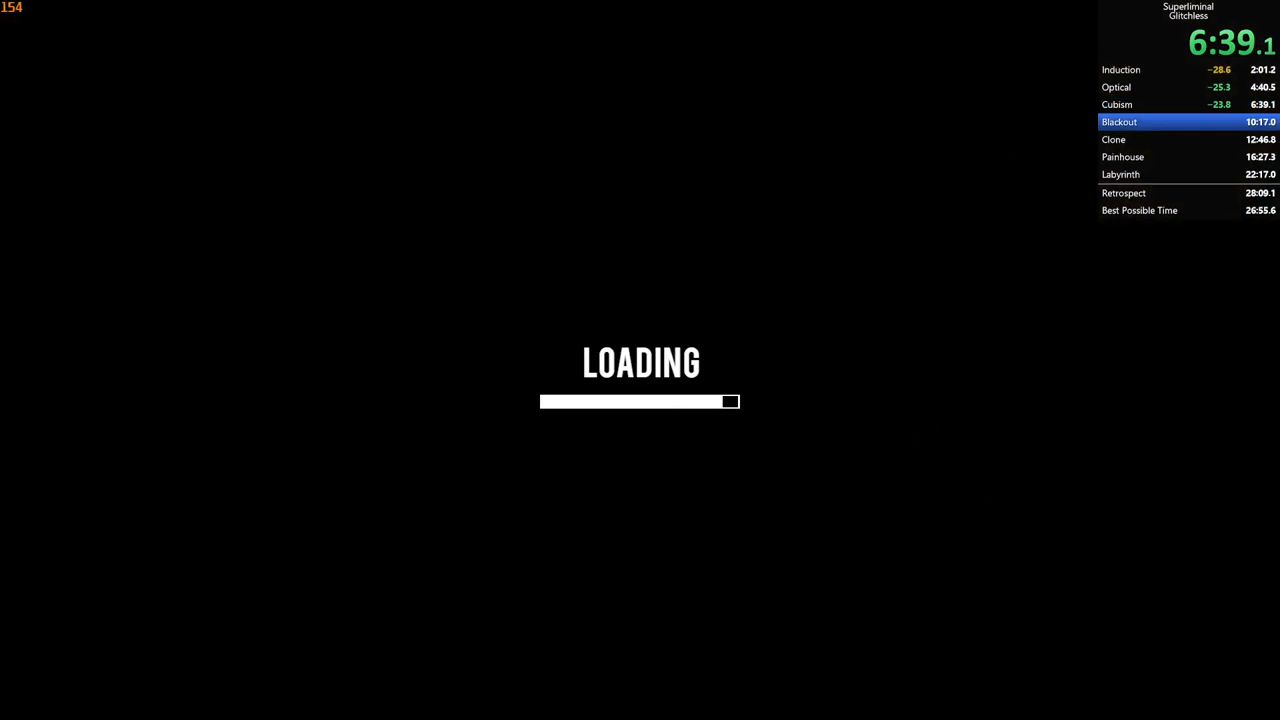 154
Superliminal
Glitchless
6:39.1
Induction −28.6 2:01.2
Optical −25.3 4:40.5
Cubism −23.8 6:39.1
Blackout 10:17.0
Clone 12:46.8
Painhouse 16:27.3
Labyrinth 22:17.0
Retrospect 28:09.1
Best Possible Time 26:55.6
LOADING